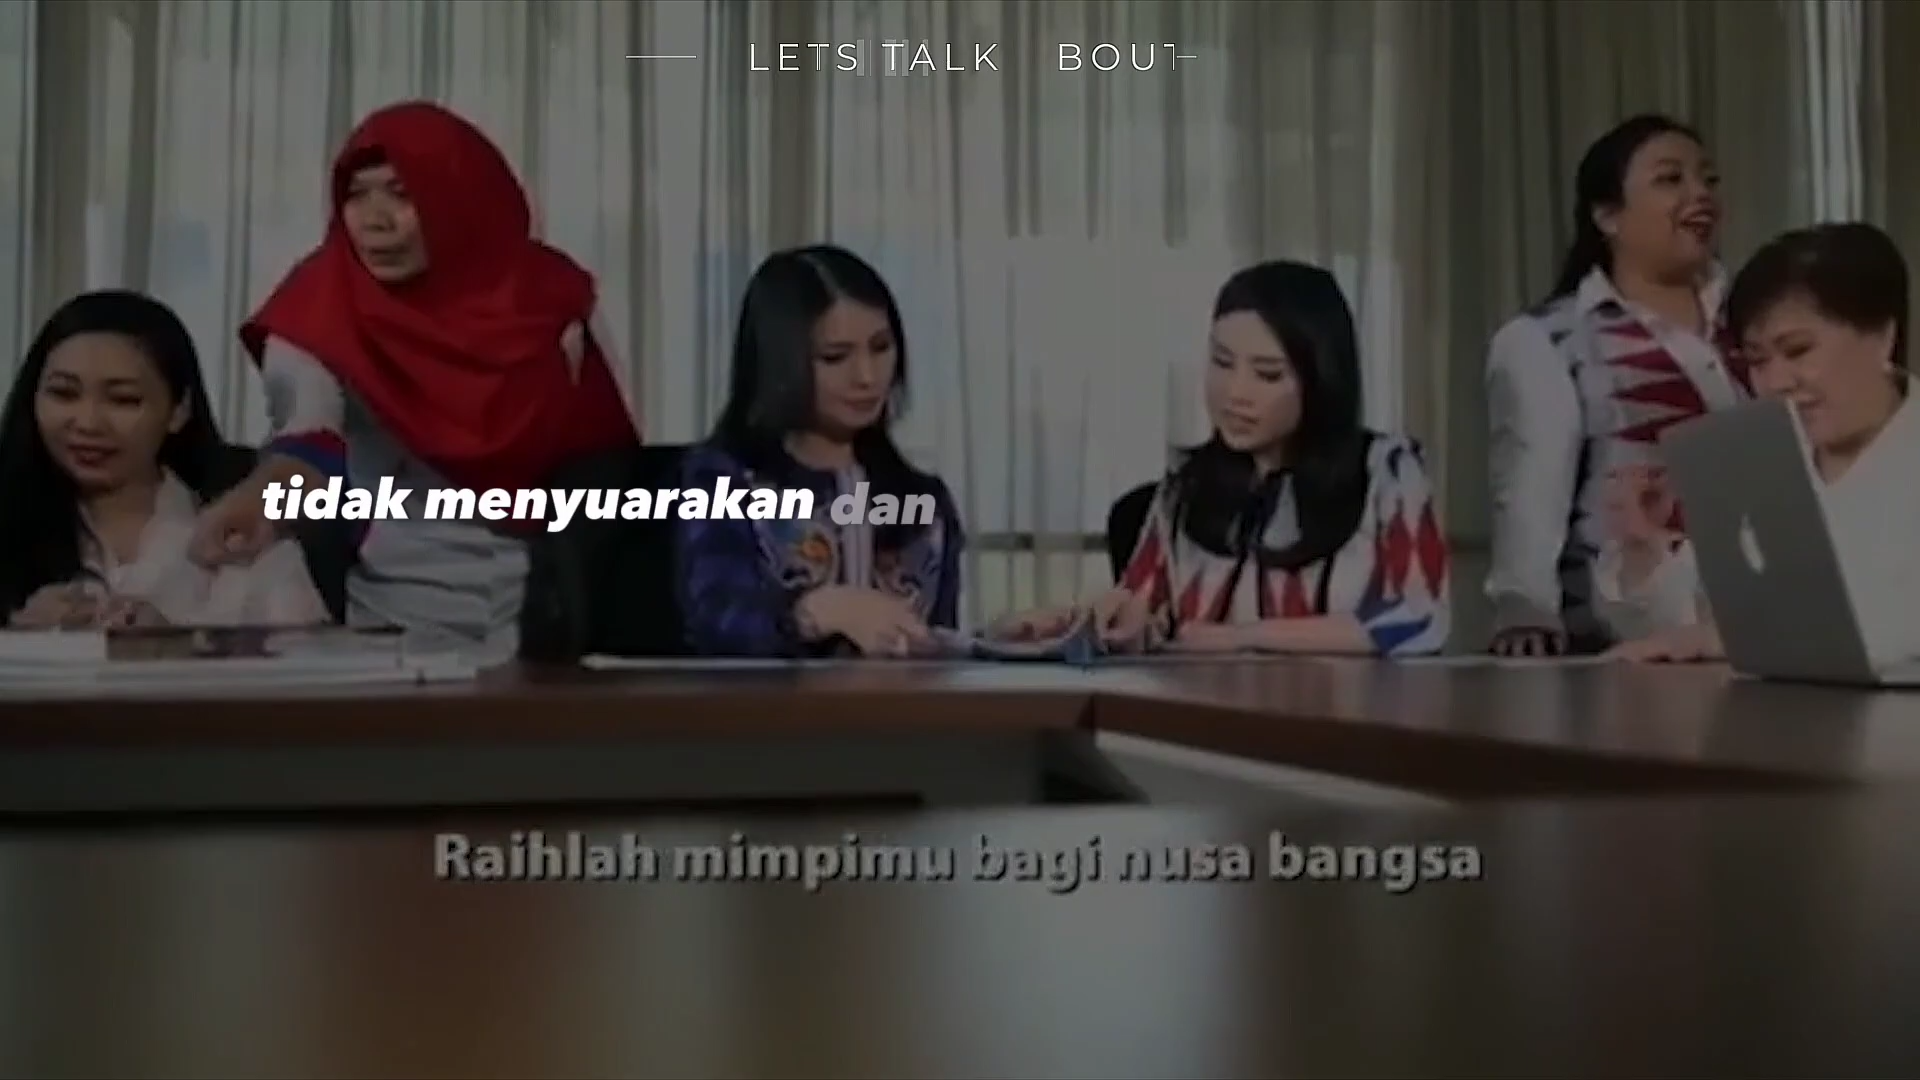 LETS TALK BOUT
tidak menyuarakan dan
Raihlah mimpimu bagi nusa bangsa